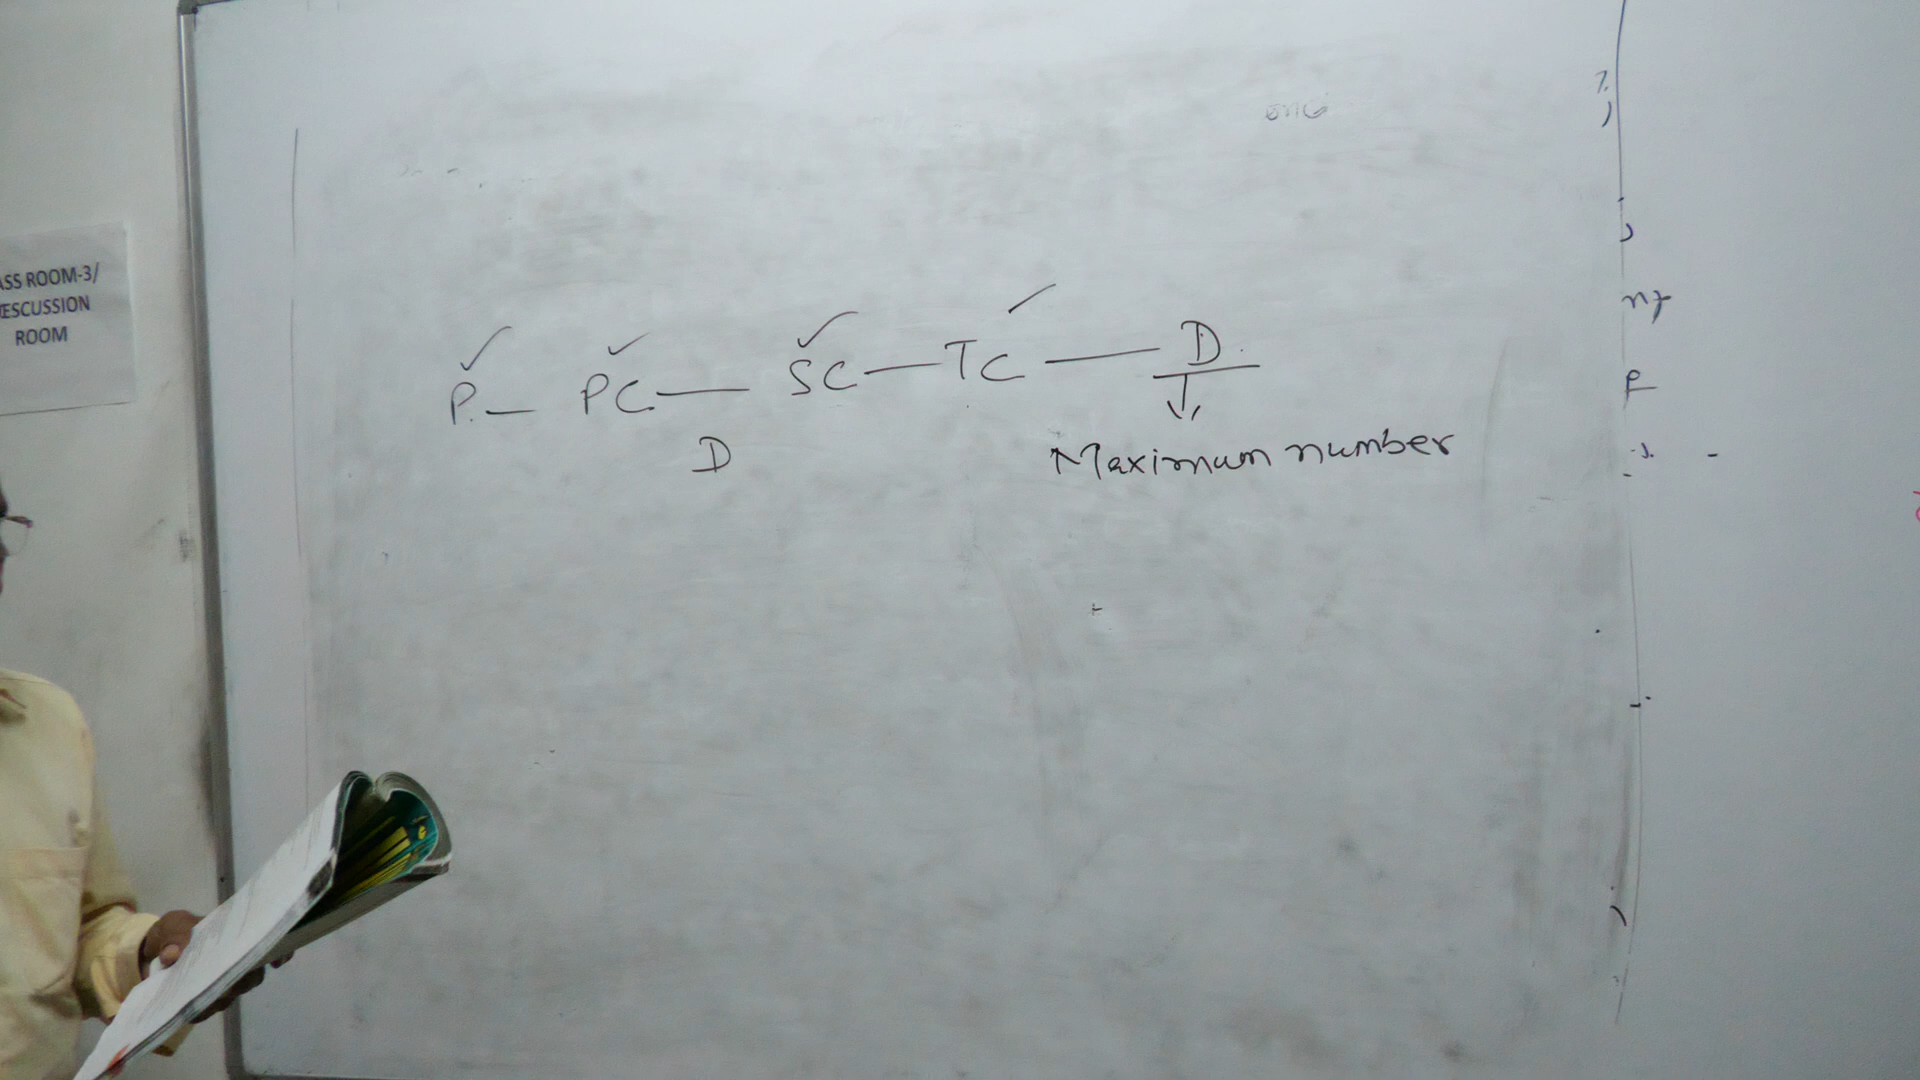 ASS ROOM-3/
ESCUSSION
ROOM
P. — PC — SC — TC — D.
D
Maximum number